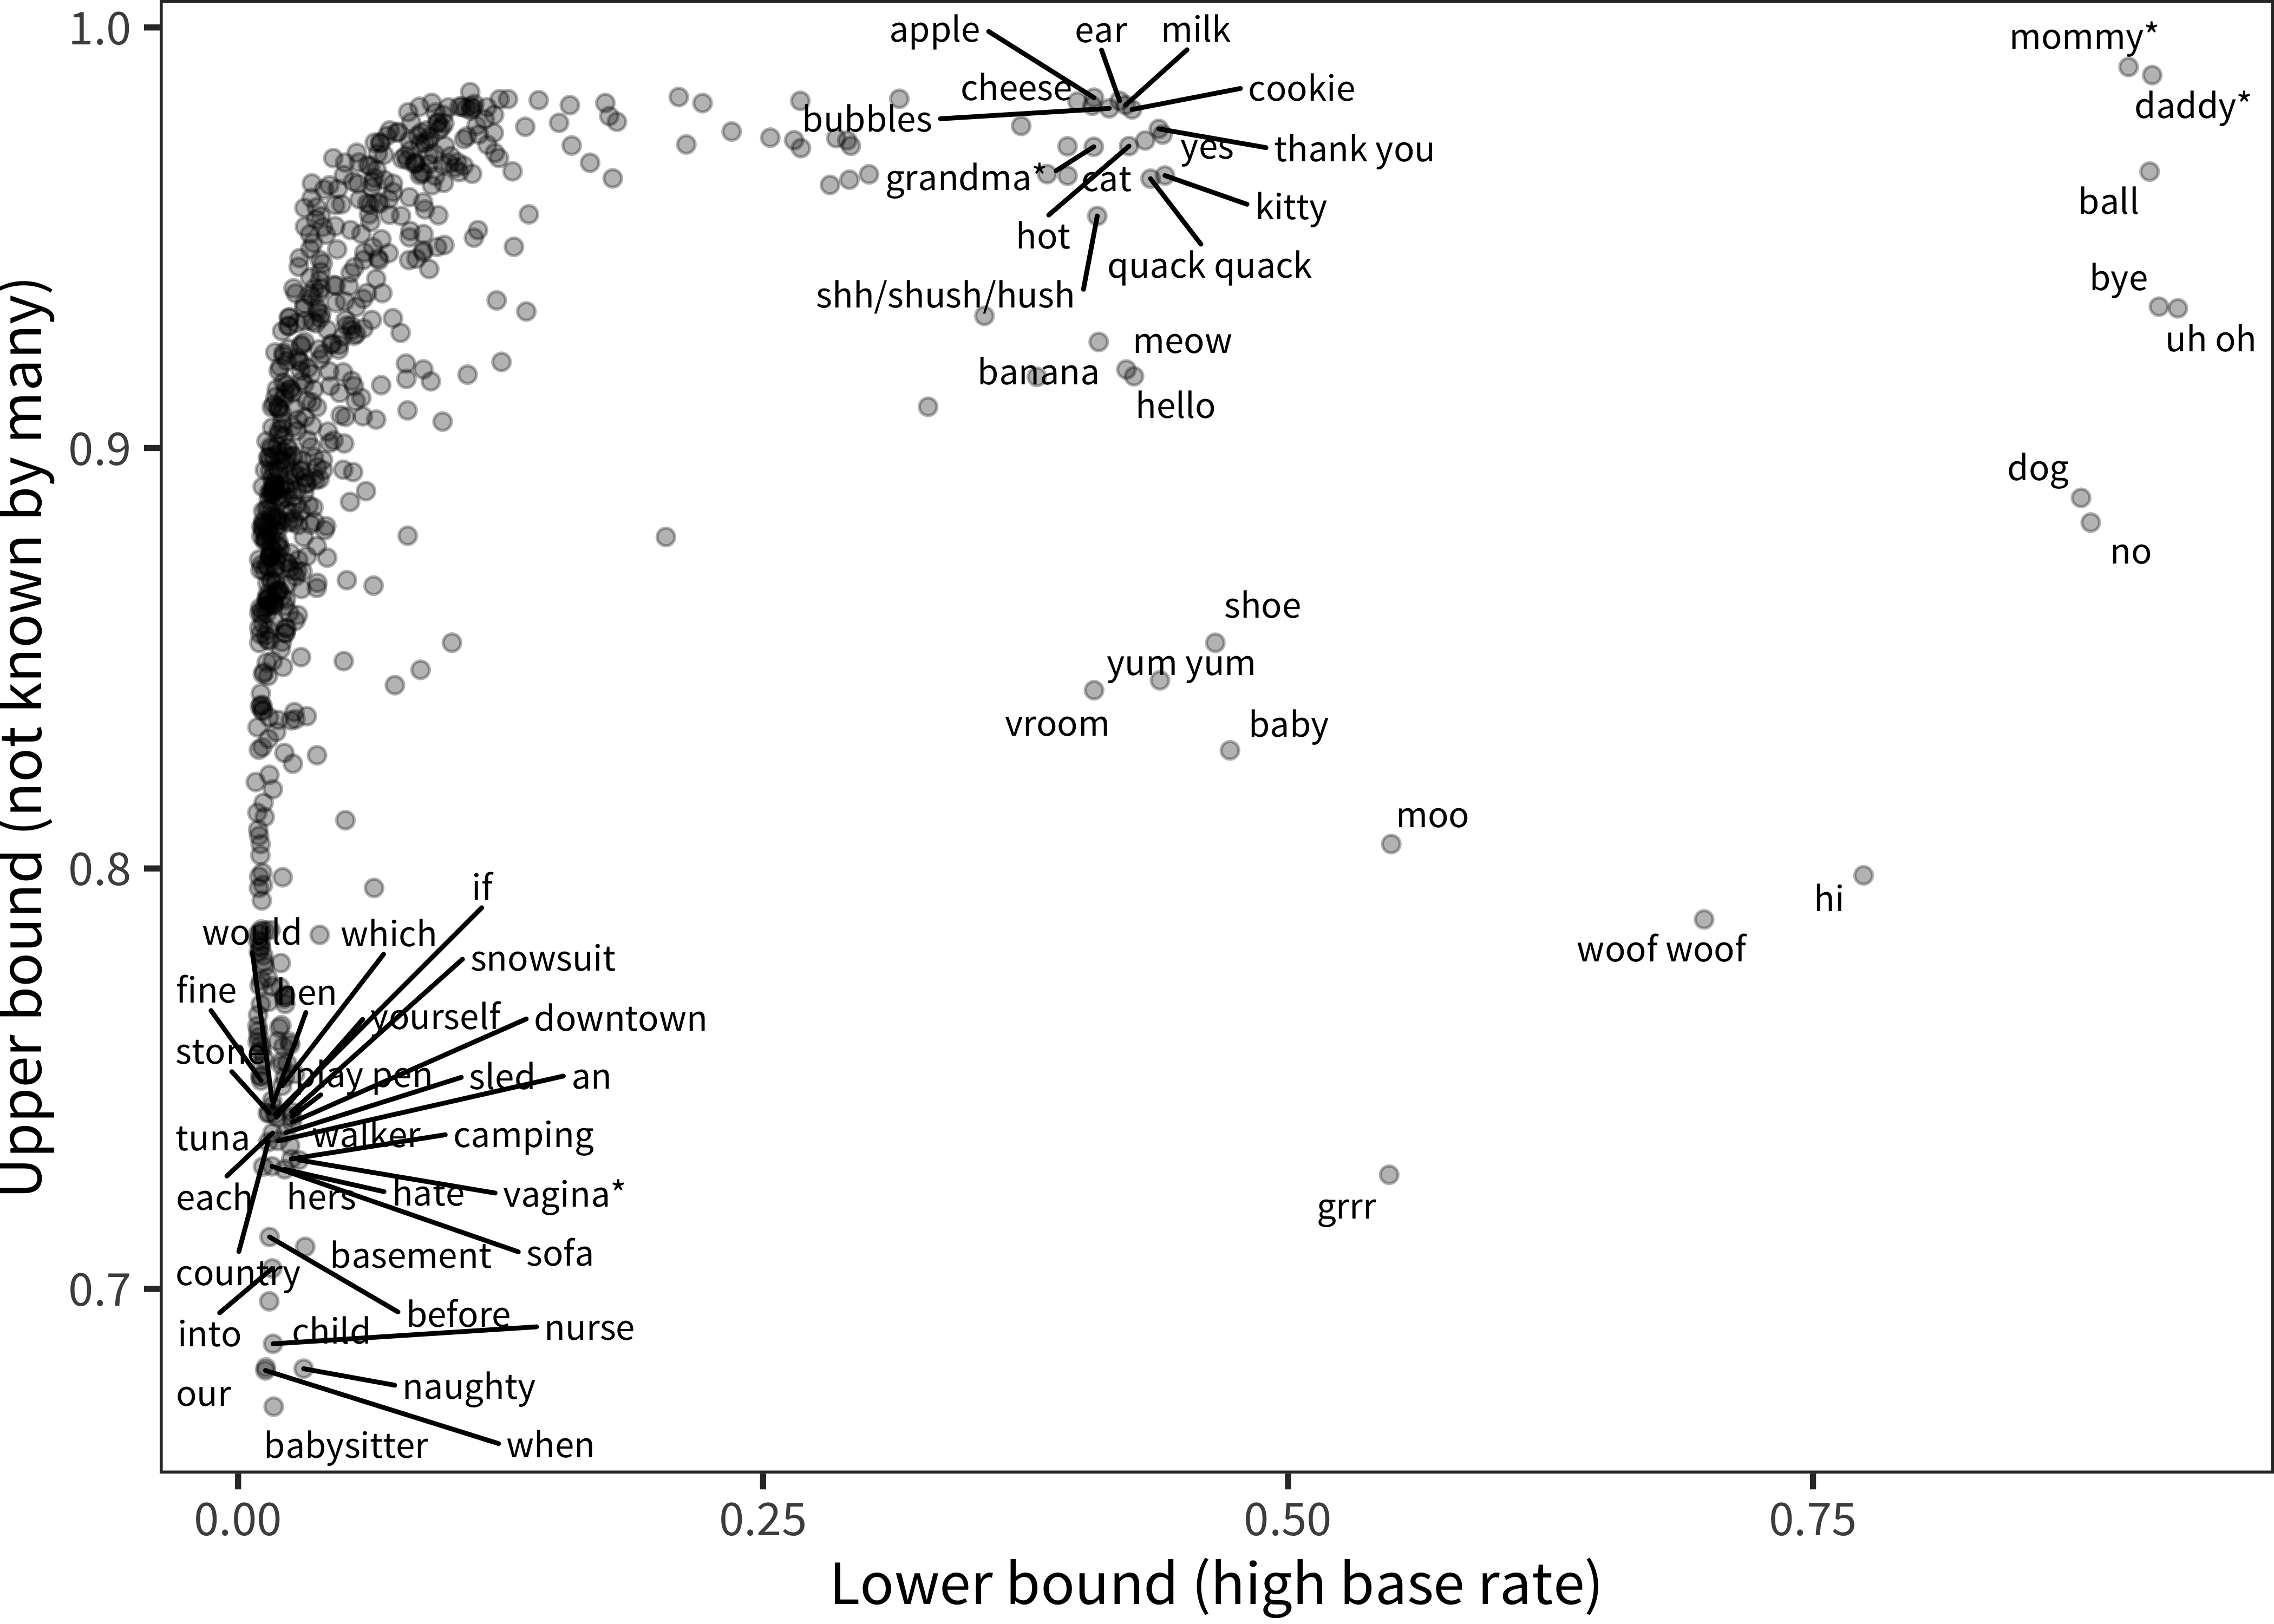 1.0
apple
ear
milk
mommy*
cheese
cookie
daddy*
bubbles
yes
thank you
grandma*
cat
kitty
ball
hot
quack quack
bye
shh/shush/hush
uh oh
meow
banana
hello
0.9
dog
no
shoe
yum yum
vroom
baby
moo
0.8
if
hi
would
which
woof woof
snowsuit
fine
hen
yourself
downtown
stone
play pen
sled
an
tuna
walker
camping
each
hers
hate
vagina*
grrr
basement
sofa
country
0.7
before
into
child
nurse
our
naughty
babysitter
when
0.00
0.25
0.50
0.75
Lower bound (high base rate)
Upper bound (not known by many)